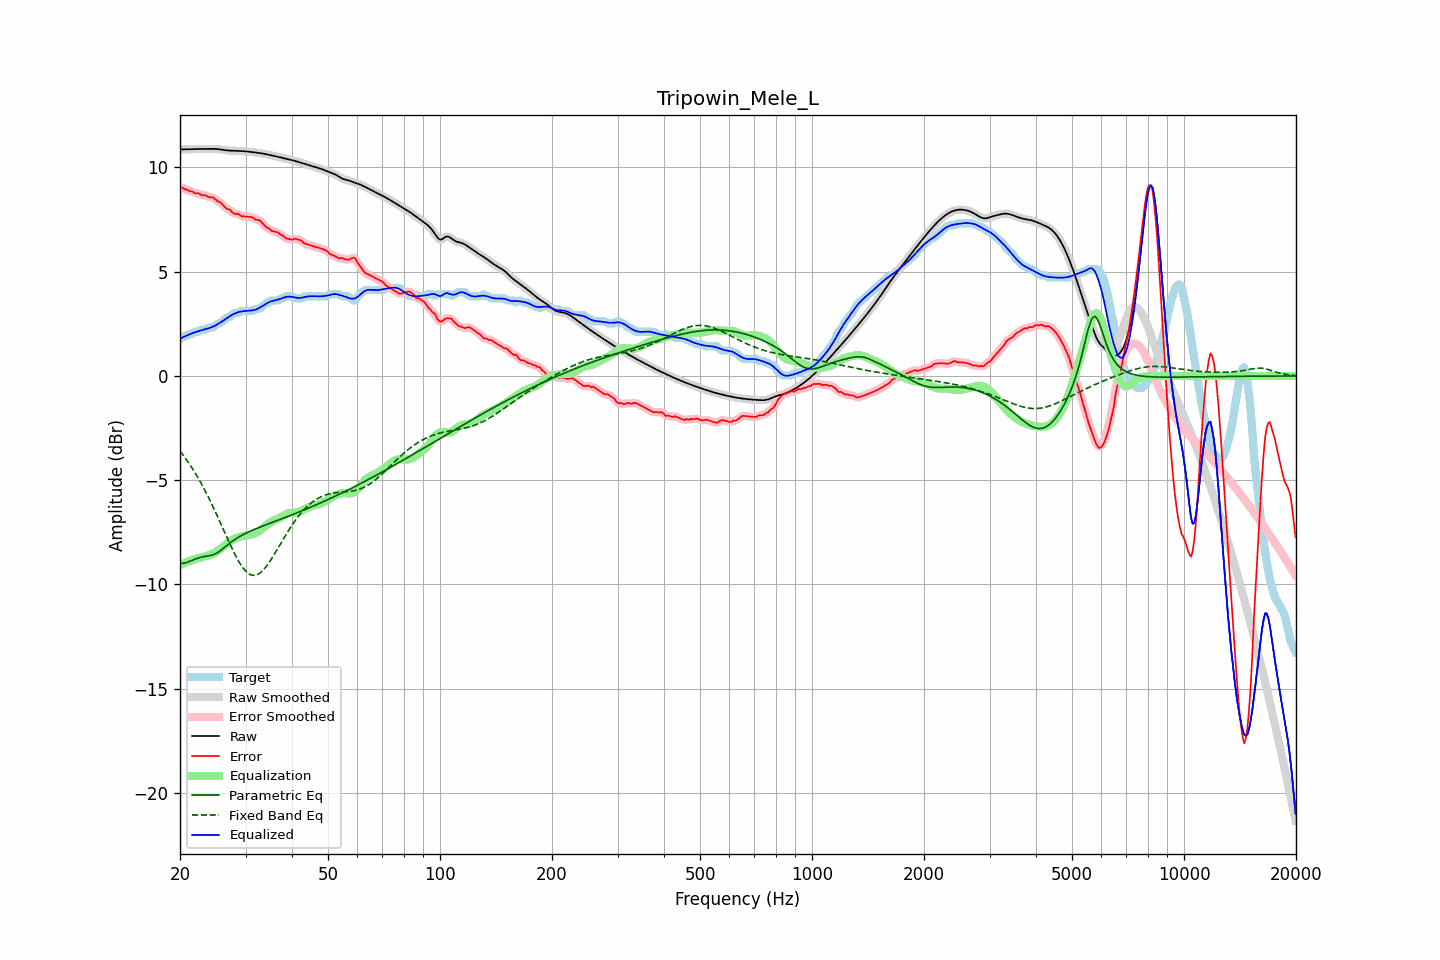 Tripowin_Mele_L
Amplitude (dBr)
10
5
0
−5
−10
−15
−20
Target
Raw Smoothed
Error Smoothed
Raw
Error
Equalization
Parametric Eq
Fixed Band Eq
Equalized
20 50 100 200 500 1000 2000 5000 10000 20000
Frequency (Hz)